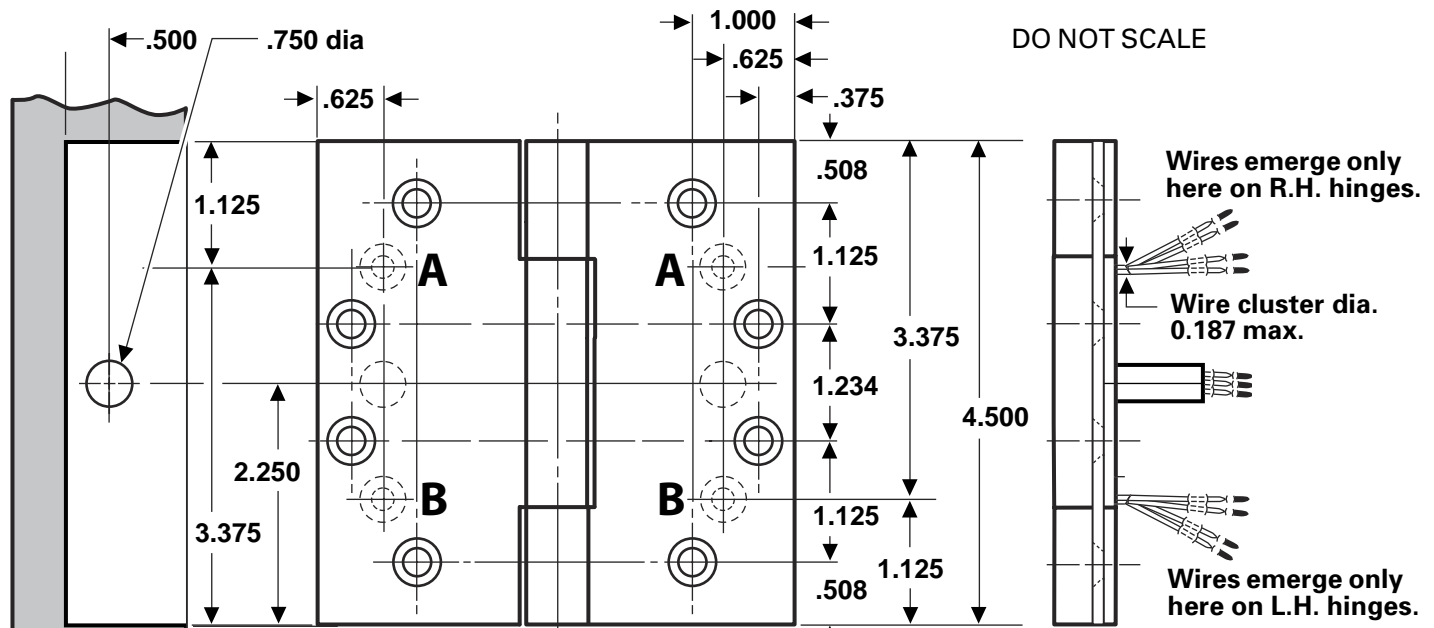 1.000
.500
.750 dia
DO NOT SCALE
.625
.625
.375
.508
1.125
A
A
1.125
3.375
1.234
4.500
2.250
B
B
3.375
1.125
1.125
.508
Wires emerge only
here on R.H. hinges.
Wire cluster dia.
0.187 max.
Wires emerge only
here on L.H. hinges.